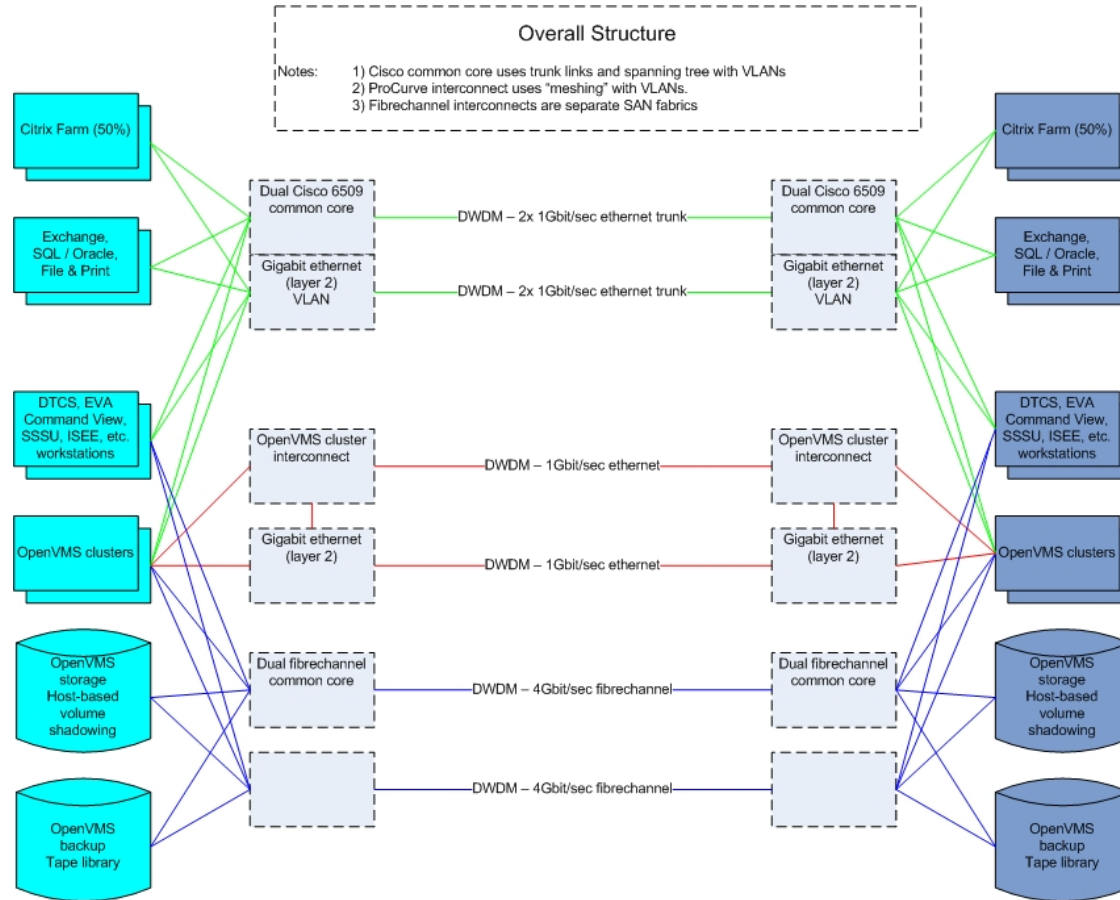 Overall Structure
Notes: 1) Cisco common core uses trunk links and spanning tree with VLANs
2) ProCurve interconnect uses "meshing" with VLANs.
3) Fibrechannel interconnects are separate SAN fabrics
Citrix Farm (50%)
Exchange,
SQL / Oracle,
File & Print
DTCS, EVA
Command View,
SSSU, ISEE, etc.
workstations
OpenVMS clusters
OpenVMS
storage
Host-based
volume
shadowing
OpenVMS
backup
Tape library
Dual Cisco 6509
common core
Gigabit ethernet
(layer 2)
VLAN
OpenVMS cluster
interconnect
Gigabit ethernet
(layer 2)
Dual fibrechannel
common core
DWDM – 2x 1Gbit/sec ethernet trunk
DWDM – 2x 1Gbit/sec ethernet trunk
DWDM – 1Gbit/sec ethernet
DWDM – 1Gbit/sec ethernet
DWDM – 4Gbit/sec fibrechannel
DWDM – 4Gbit/sec fibrechannel
Dual Cisco 6509
common core
Gigabit ethernet
(layer 2)
VLAN
OpenVMS cluster
interconnect
Gigabit ethernet
(layer 2)
Dual fibrechannel
common core
Citrix Farm (50%)
Exchange,
SQL / Oracle,
File & Print
DTCS, EVA
Command View,
SSSU, ISEE, etc.
workstations
OpenVMS clusters
OpenVMS
storage
Host-based
volume
shadowing
OpenVMS
backup
Tape library